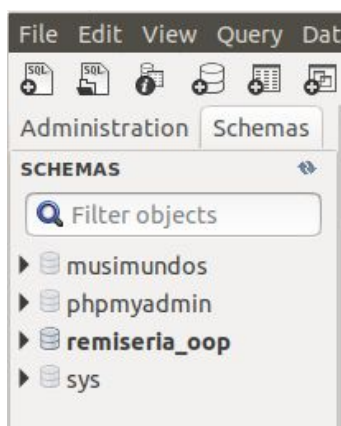 File Edit View Query Dat
SQL SQL
Administration Schemas
SCHEMAS
Filter objects
musimundos
phpmyadmin
remiseria_oop
sys